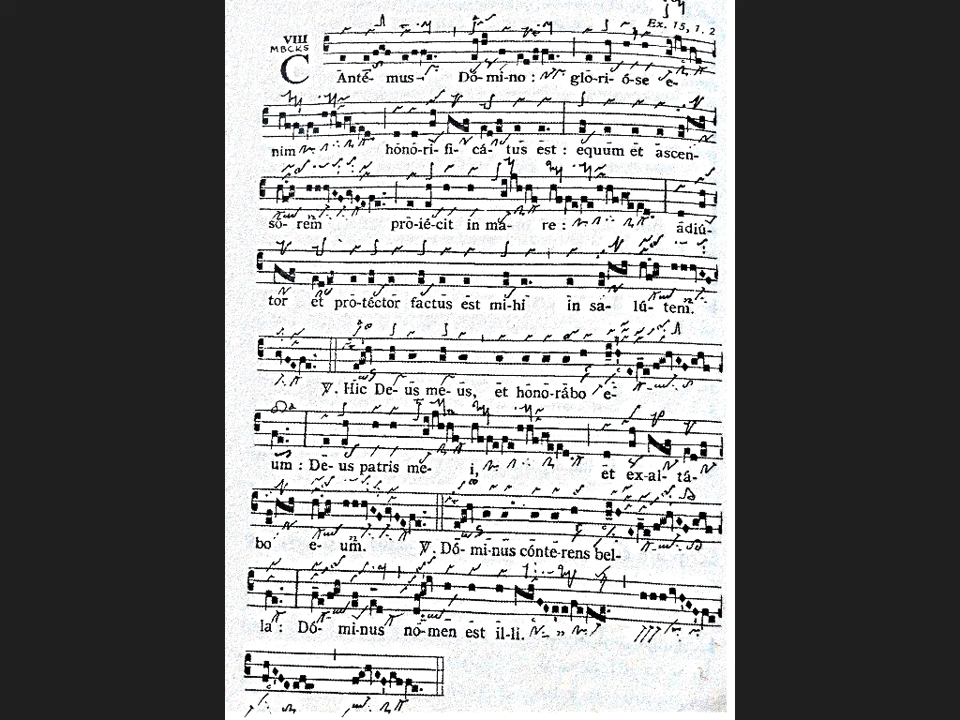 Ex. 15, 1. 2
VIII
MBCKS
CAnté- mus Dó- mi-no : gló-ri- ó-se e-
nim honó-ri- fi- cá- tus est : equum et ascen-
só- rem pro-ié-cit in ma- re : adiú-
tor et pro-téctor factus est mi-hi in sa- lú- tem.
℣. Hic De- us me- us, et hono-rábo e-
um : De- us patris me- i, et ex-al- tá-
bo e- um. ℣. Dó- mi-nus cónte-rens bel-
la : Dó- mi-nus nó-men est il-li.